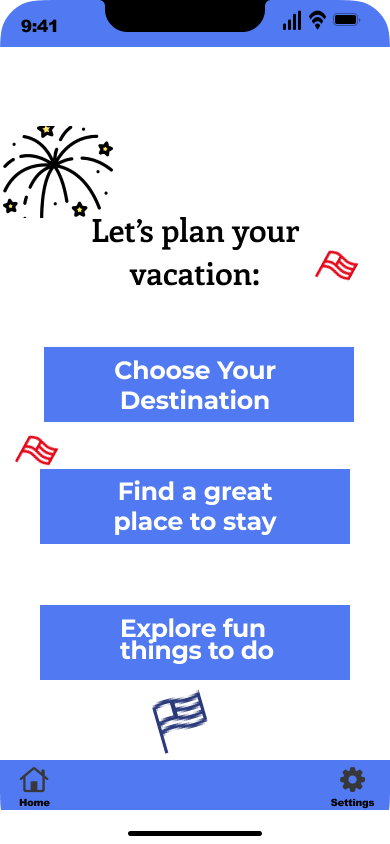 9:41
Let’s plan your
vacation:
Choose Your
Destination
Find a great
place to stay
Explore fun
things to do
Home
Settings